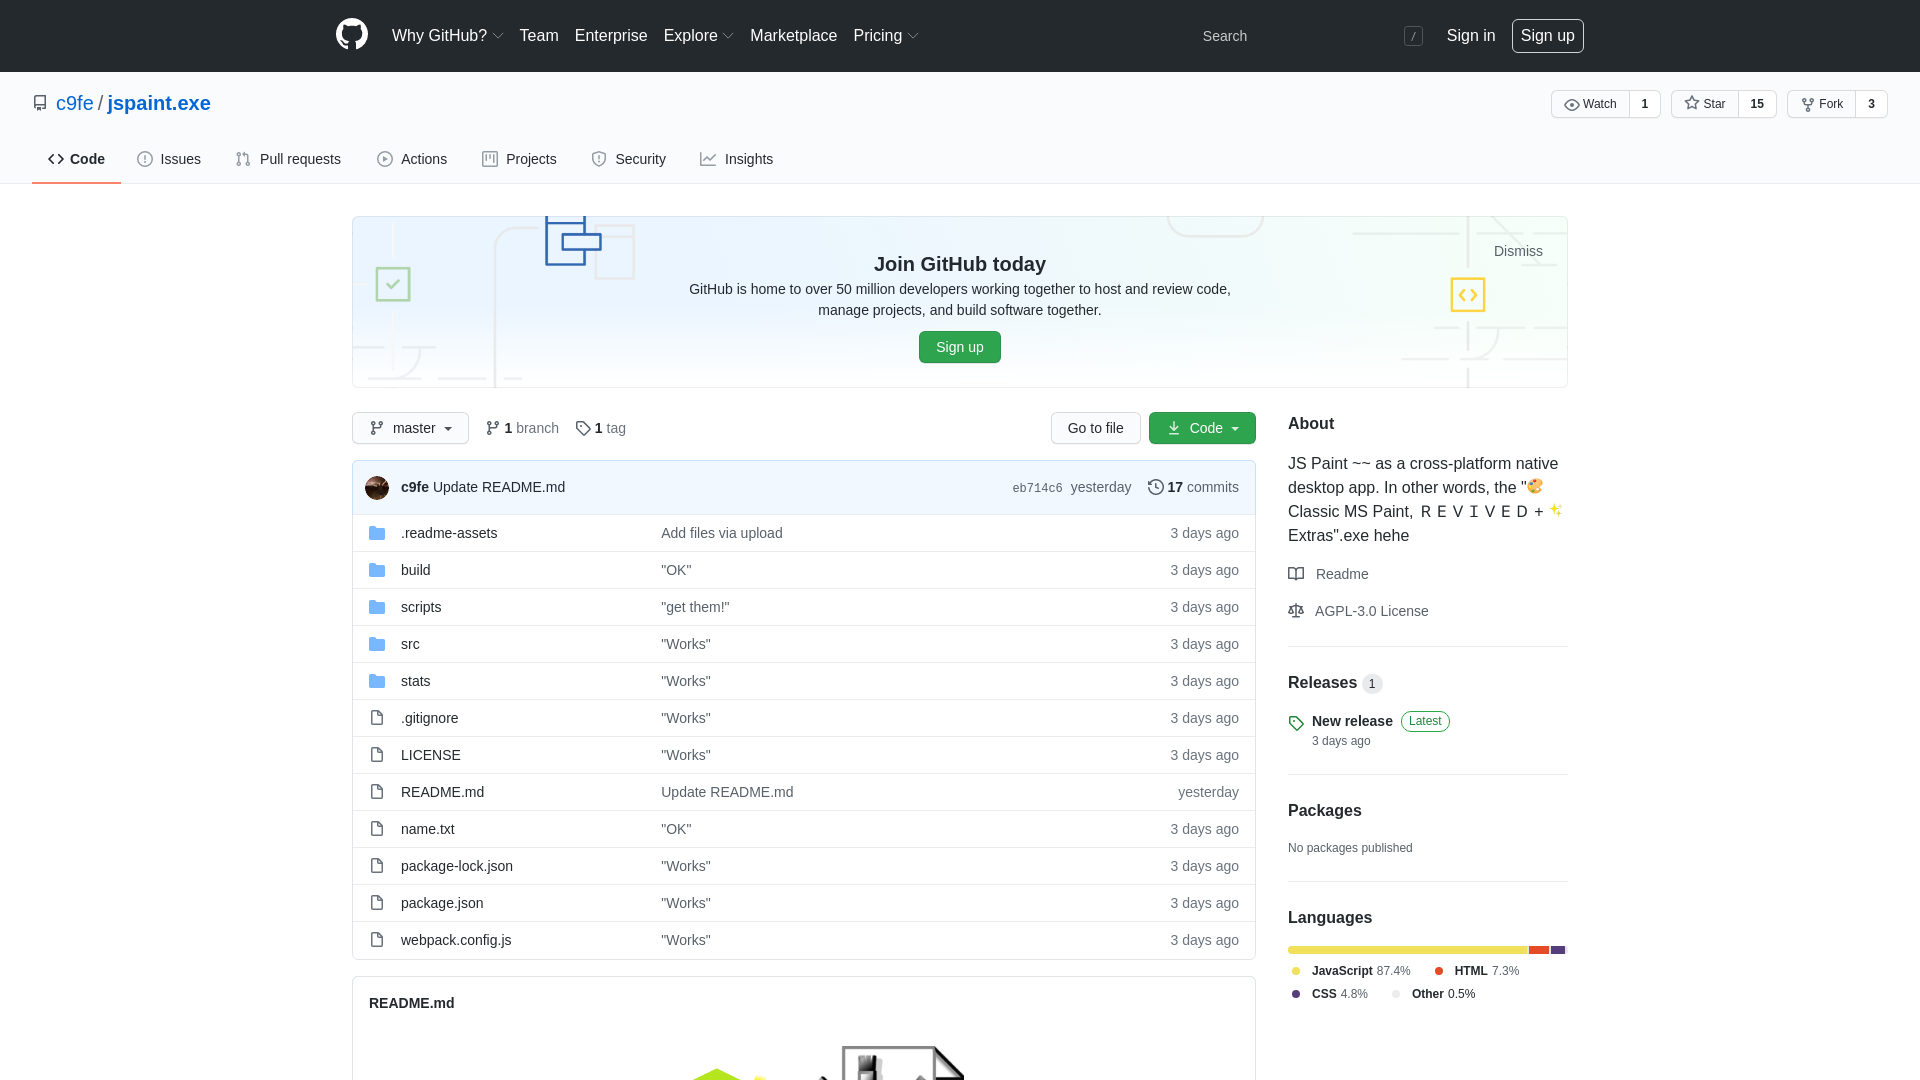 Why GitHub? Team Enterprise Explore Marketplace Pricing Search / Sign in Sign up
c9fe / jspaint.exe Watch 1 Star 15 Fork 3
Code Issues Pull requests Actions Projects Security Insights
Dismiss
Join GitHub today
GitHub is home to over 50 million developers working together to host and review code,
manage projects, and build software together.
Sign up
master 1 branch 1 tag Go to file Code
c9fe Update README.md eb714c6 yesterday 17 commits
.readme-assets Add files via upload 3 days ago
build "OK" 3 days ago
scripts "get them!" 3 days ago
src "Works" 3 days ago
stats "Works" 3 days ago
.gitignore "Works" 3 days ago
LICENSE "Works" 3 days ago
README.md Update README.md yesterday
name.txt "OK" 3 days ago
package-lock.json "Works" 3 days ago
package.json "Works" 3 days ago
webpack.config.js "Works" 3 days ago
README.md
About
JS Paint ~~ as a cross-platform native
desktop app. In other words, the "🎨
Classic MS Paint, ＲＥＶＩＶＥＤ + ✨
Extras".exe hehe
Readme
AGPL-3.0 License
Releases 1
New release Latest
3 days ago
Packages
No packages published
Languages
JavaScript 87.4% HTML 7.3%
CSS 4.8% Other 0.5%